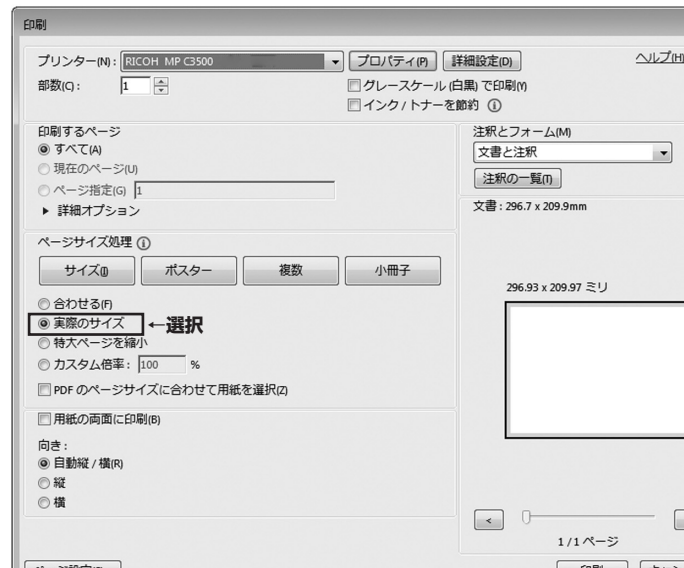 印刷
プリンター(N): RICOH MP C3500 プロパティ(P) 詳細設定(D) ヘルプ(H)
部数(C): 1 グレースケール (白黒) で印刷(Y)
インク / トナーを節約
印刷するページ
すべて(A)
現在のページ(U)
ページ指定(G) 1
詳細オプション
注釈とフォーム(M)
文書と注釈
注釈の一覧(T)
文書 : 296.7 x 209.9mm
ページサイズ処理
サイズ(I) ポスター 複数 小冊子
合わせる(F)
実際のサイズ ←選択
特大ページを縮小
カスタム倍率 : 100 %
PDF のページサイズに合わせて用紙を選択(Z)
296.93 x 209.97 ミリ
用紙の両面に印刷(B)
向き :
自動縦 / 横(R)
縦
横
<
1 / 1 ページ
印刷